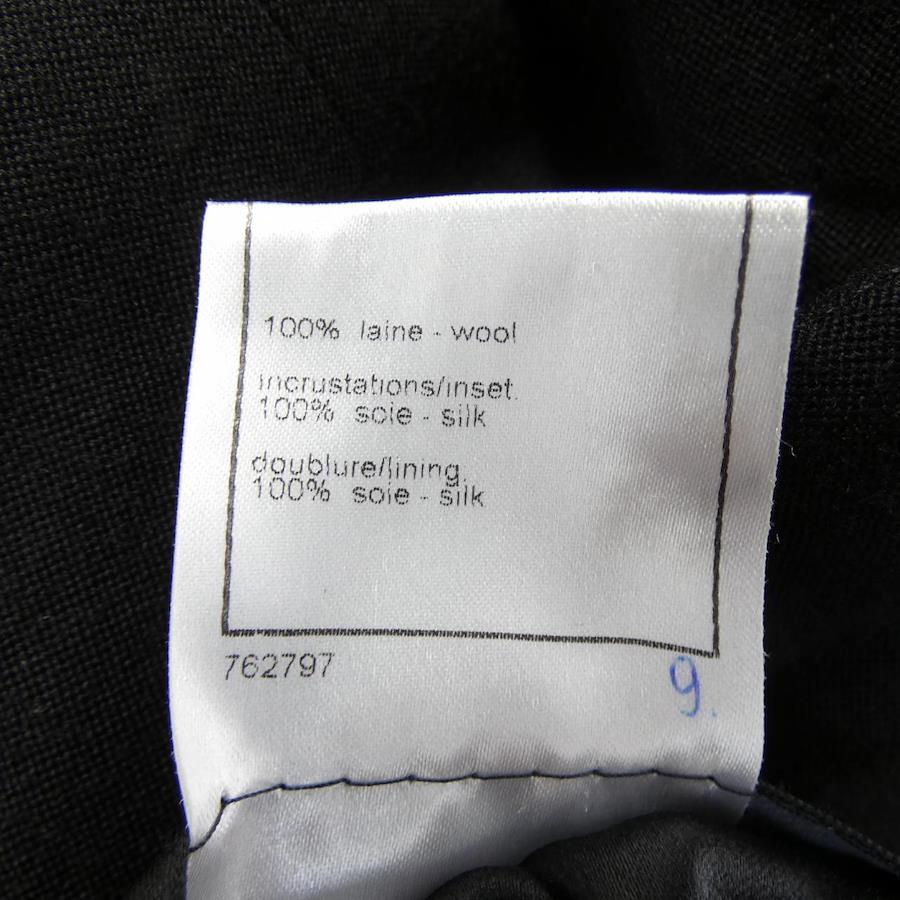 100% laine - wool
incrustations/inset.
100% soie - silk
doublure/lining.
100% soie - silk
762797
9.